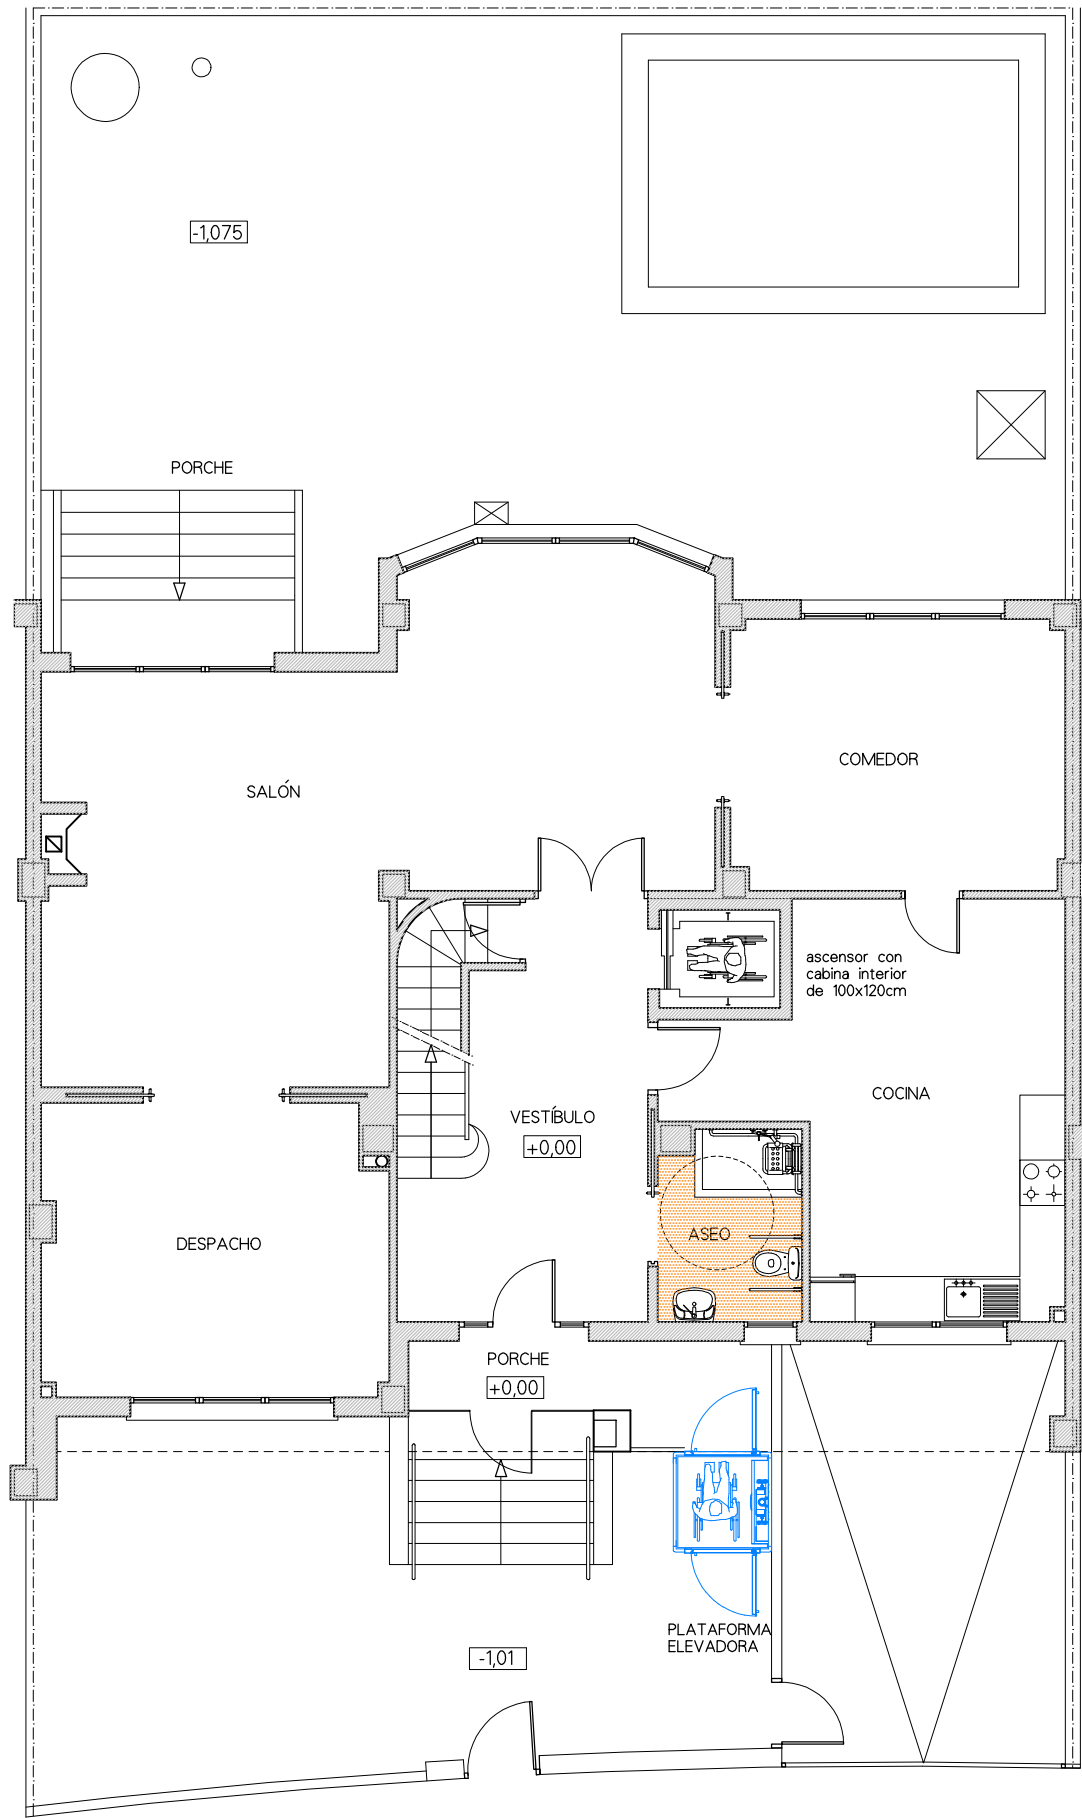 -1,075
PORCHE
COMEDOR
SALÓN
ascensor con
cabina interior
de 100x120cm
COCINA
VESTÍBULO
+0,00
ASEO
DESPACHO
PORCHE
+0,00
PLATAFORMA
ELEVADORA
-1,01